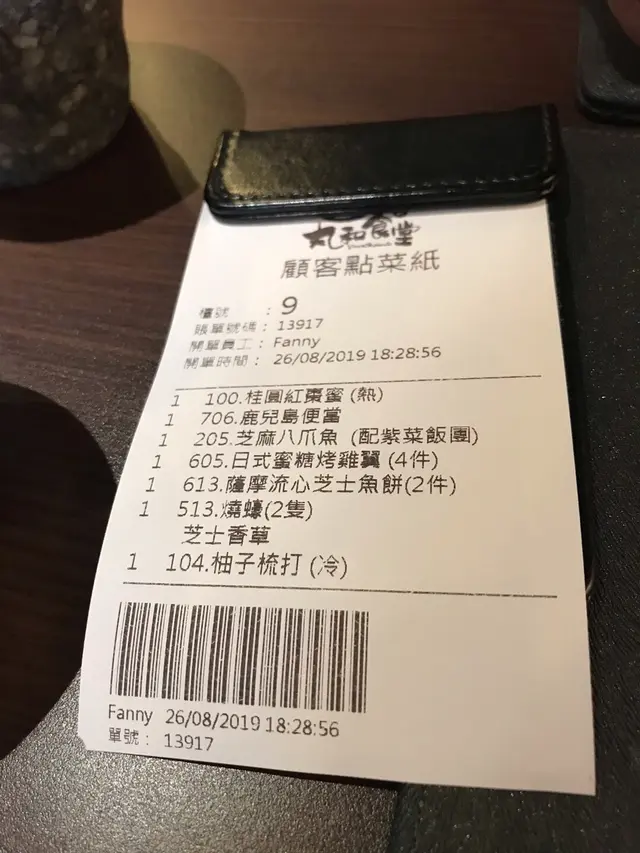 丸和食堂
顧客點菜紙
檯號 : 9
賬單號碼 : 13917
開單員工 : Fanny
開單時間 : 26/08/2019 18:28:56
1 100.桂圓紅棗蜜 (熱)
1 706.鹿兒島便當
1 205.芝麻八爪魚 (配紫菜飯團)
1 605.日式蜜糖烤雞翼 (4件)
1 613.薩摩流心芝士魚餅(2件)
1 513.燒蠔(2隻)
芝士香草
1 104.柚子梳打 (冷)
Fanny 26/08/2019 18:28:56
單號 : 13917